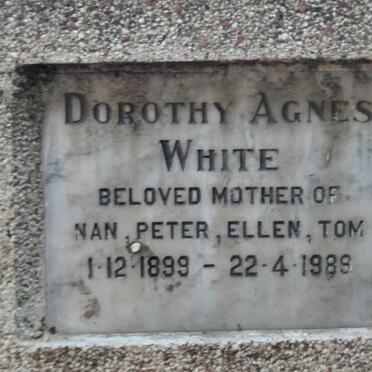 DOROTHY AGNES
WHITE
BELOVED MOTHER OF
NAN, PETER, ELLEN, TOM
1·12·1899 - 22·4·1989